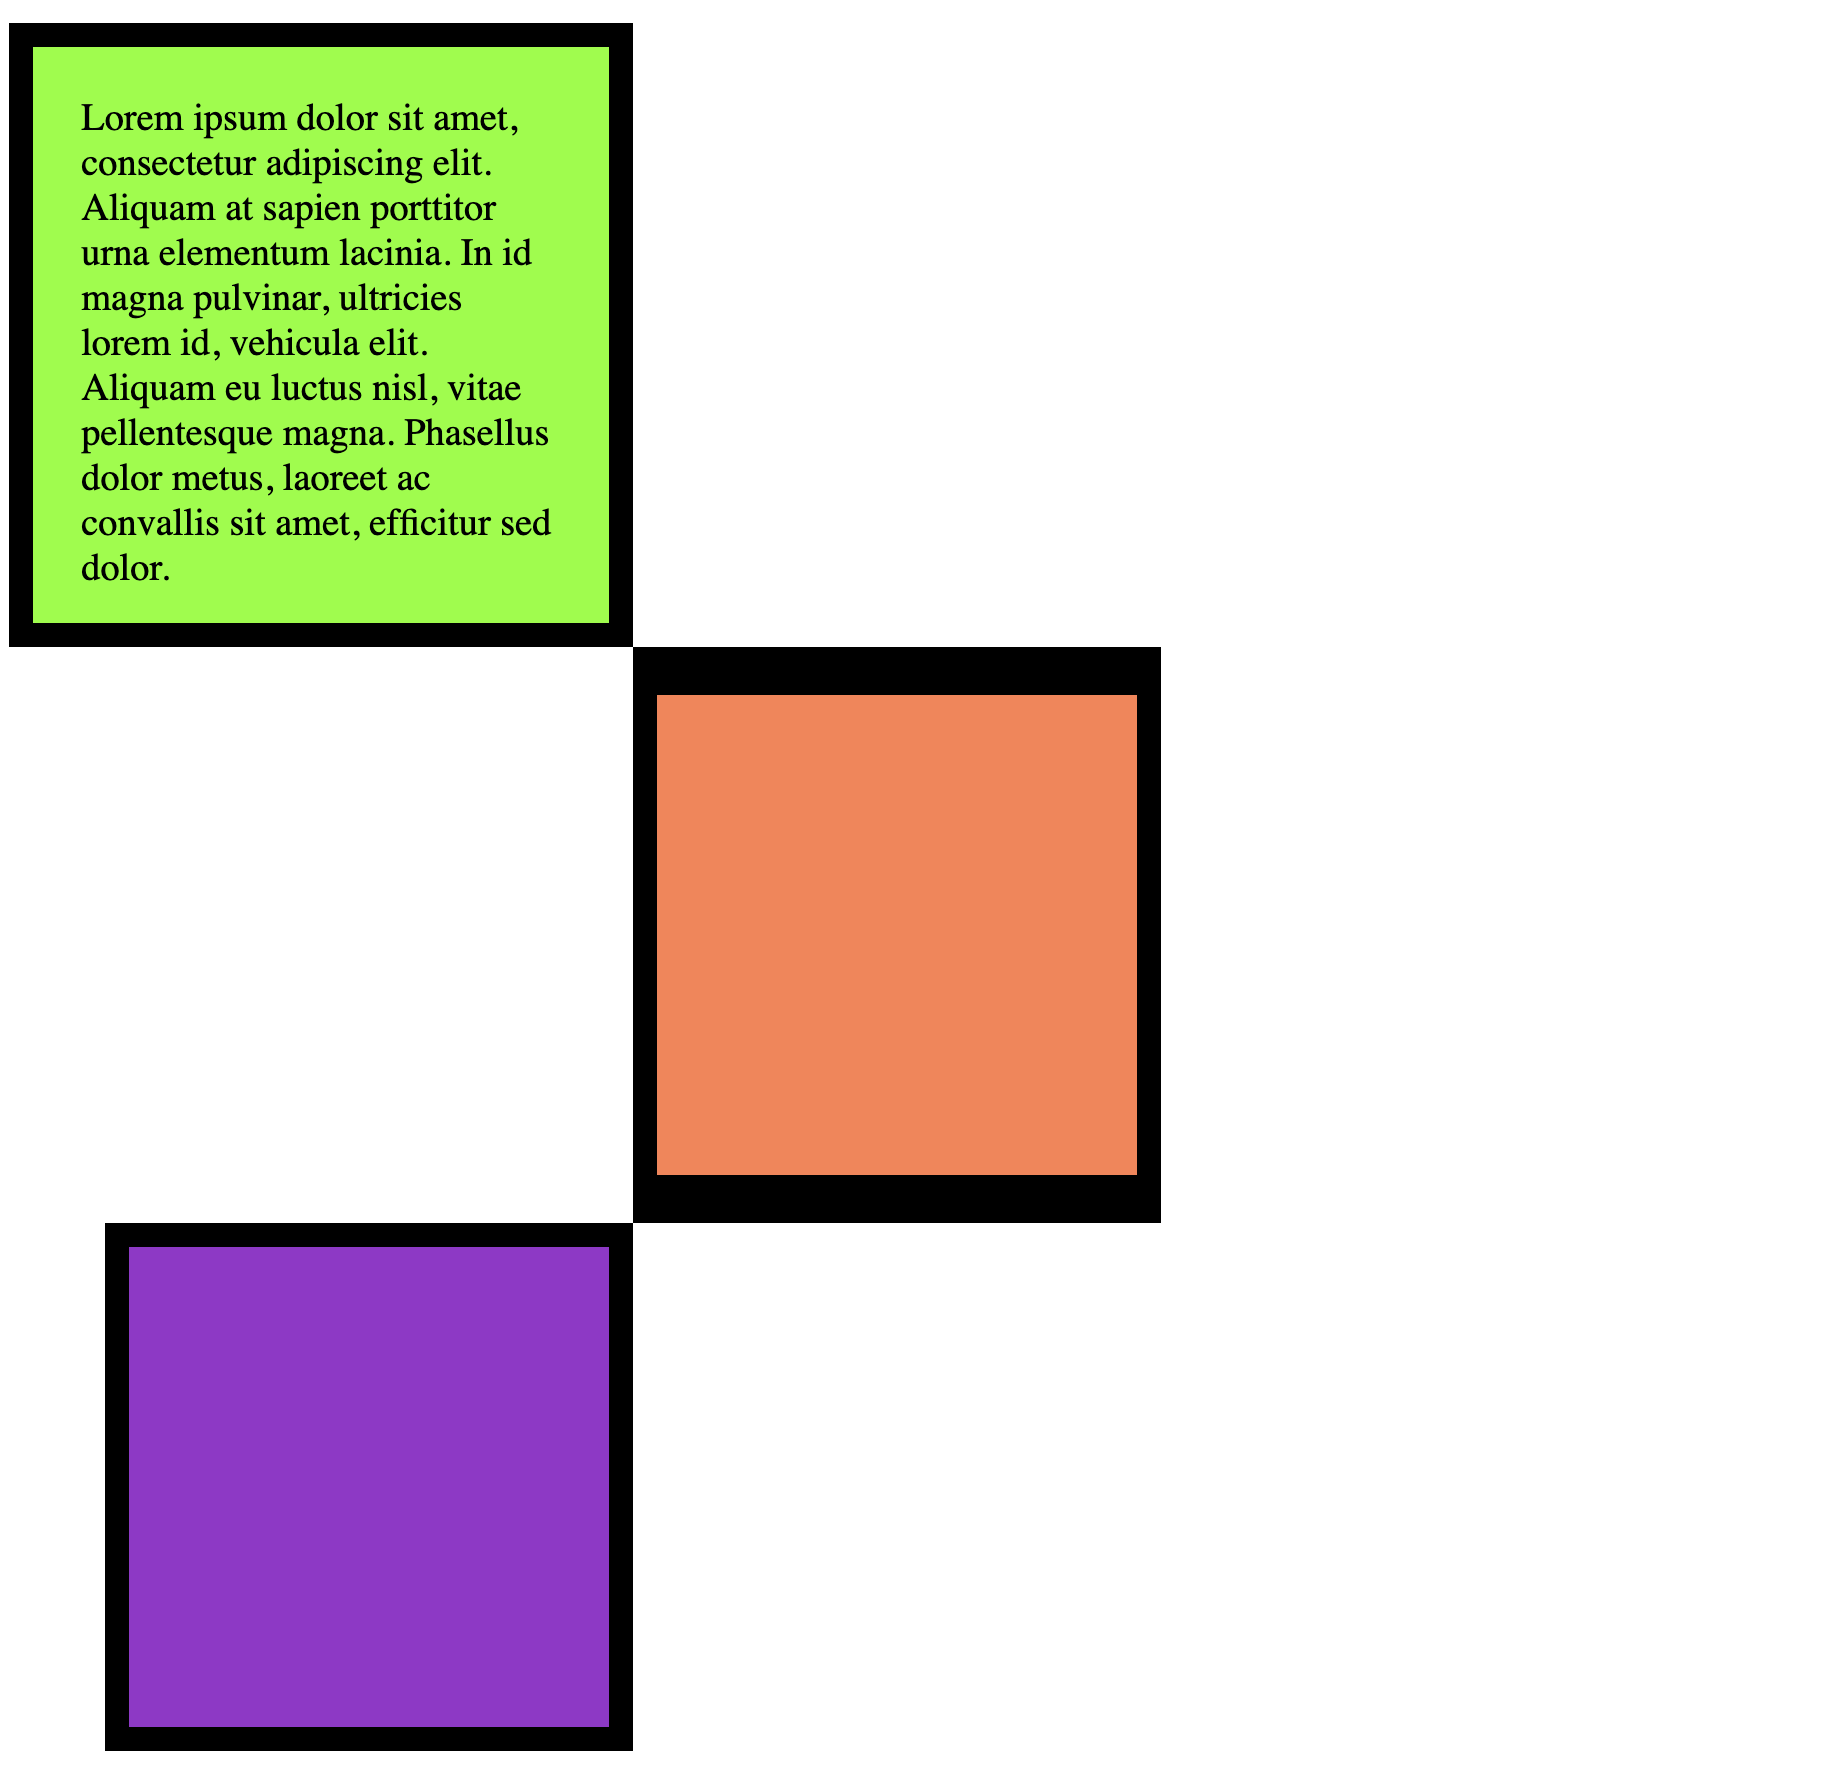 Lorem ipsum dolor sit amet,
consectetur adipiscing elit.
Aliquam at sapien porttitor
urna elementum lacinia. In id
magna pulvinar, ultricies
lorem id, vehicula elit.
Aliquam eu luctus nisl, vitae
pellentesque magna. Phasellus
dolor metus, laoreet ac
convallis sit amet, efficitur sed
dolor.